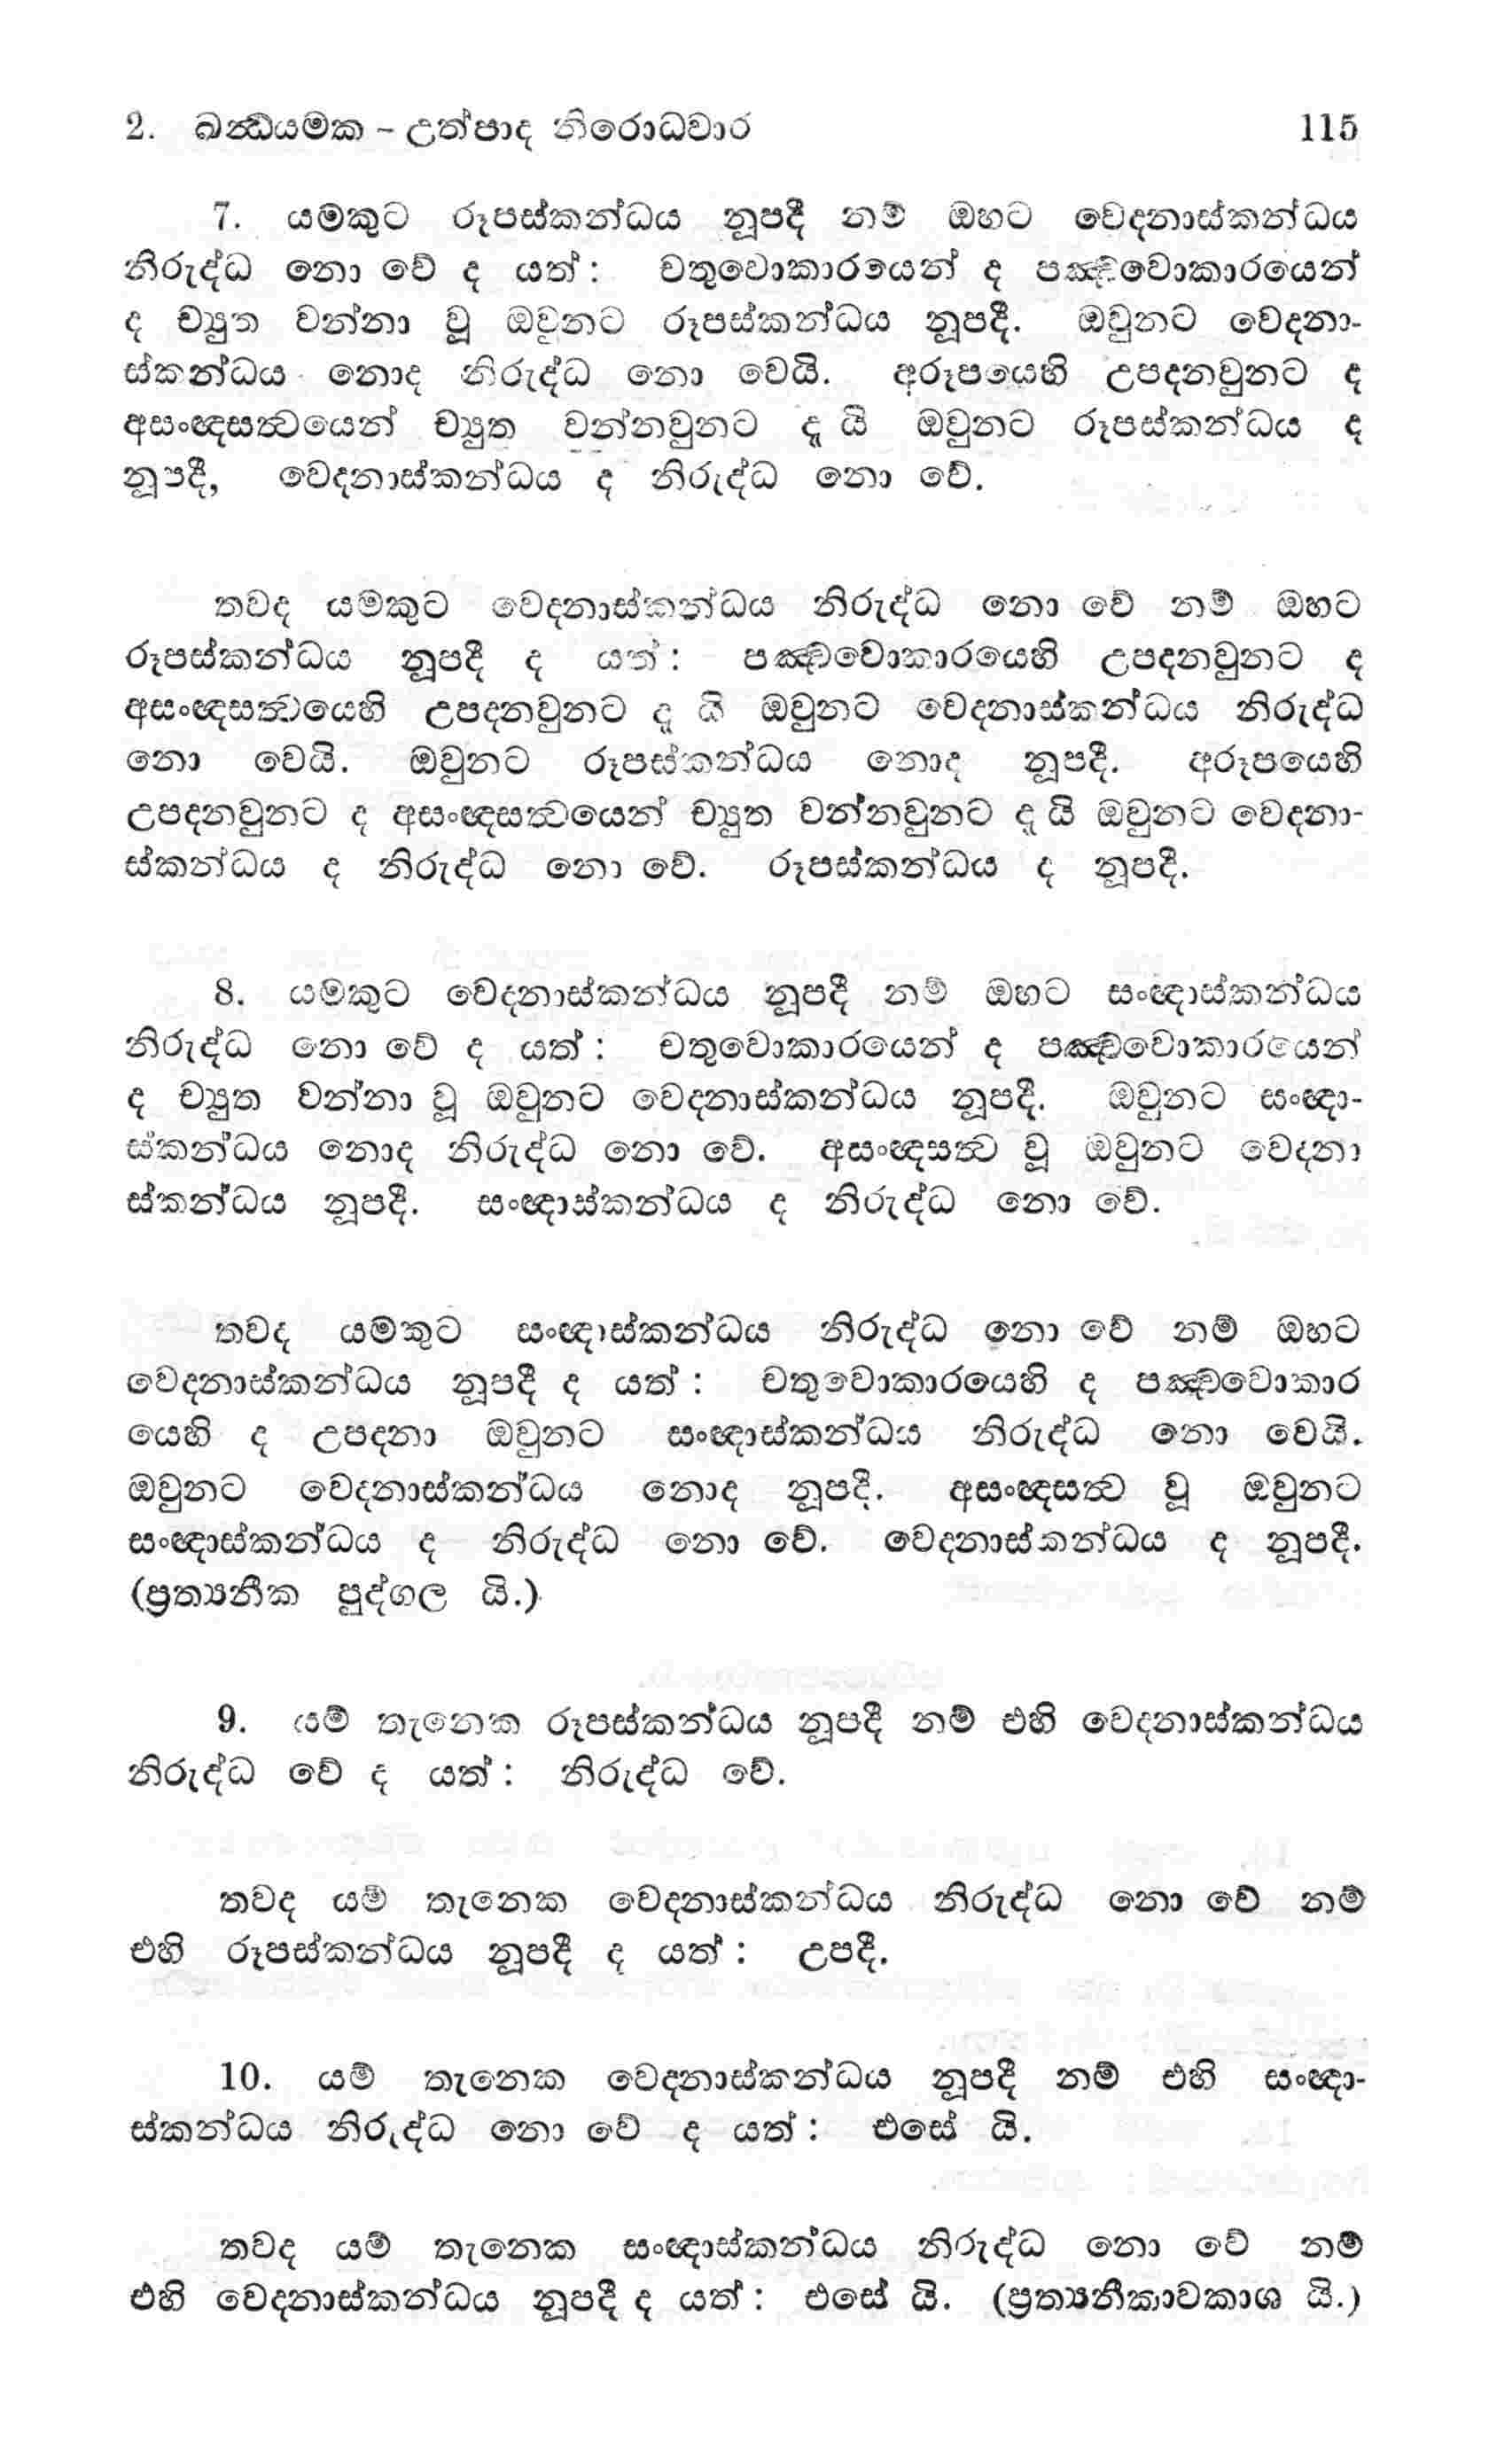 2. ඛන්‍ධයමක - උත්පාද නිරොධවාර 115
7. යමකුට රූපස්කන්ධය නූපදී නම් ඔහට වෙදනාස්කන්ධය
නිරුද්ධ නො වේ ද යත් : චතුවොකාරයෙන් ද පඤ්චවොකාරයෙන්
ද ච්‍යුත වන්නා වූ ඔවුනට රූපස්කන්ධය නූපදී. ඔවුනට වෙදනා-
ස්කන්ධය නොද නිරුද්ධ නො වෙයි. අරූපයෙහි උපදනවුනට ද
අසංඥසත්‍වයෙන් ච්‍යුත වන්නවුනට දැ යි ඔවුනට රූපස්කන්ධය ද
නූපදී, වෙදනාස්කන්ධය ද නිරුද්ධ නො වේ.
තවද යමකුට වෙදනාස්කන්ධය නිරුද්ධ නො වේ නම් ඔහට
රූපස්කන්ධය නූපදී ද යත් : පඤ්චවොකාරයෙහි උපදනවුනට ද
අසංඥසත්‍වයෙහි උපදනවුනට දැ යි ඔවුනට වෙදනාස්කන්ධය නිරුද්ධ
නො වෙයි. ඔවුනට රූපස්කන්ධය නොද නූපදී. අරූපයෙහි
උපදනවුනට ද අසංඥසත්‍වයෙන් ච්‍යුත වන්නවුනට දැ යි ඔවුනට වෙදනා-
ස්කන්ධය ද නිරුද්ධ නො වේ. රූපස්කන්ධය ද නූපදී.
8. යමකුට වෙදනාස්කන්ධය නූපදී නම් ඔහට සංඥාස්කන්ධය
නිරුද්ධ නො වේ ද යත් : චතුවොකාරයෙන් ද පඤ්චවොකාරයෙන්
ද ච්‍යුත වන්නා වූ ඔවුනට වෙදනාස්කන්ධය නූපදී. ඔවුනට සංඥා-
ස්කන්ධය නොද නිරුද්ධ නො වේ. අසංඥසත්‍ව වූ ඔවුනට වෙදනා
ස්කන්ධය නූපදී. සංඥාස්කන්ධය ද නිරුද්ධ නො වේ.
තවද යමකුට සංඥාස්කන්ධය නිරුද්ධ නො වේ නම් ඔහට
වෙදනාස්කන්ධය නූපදී ද යත් : චතුවොකාරයෙහි ද පඤ්චවොකාර
යෙහි ද උපදනා ඔවුනට සංඥාස්කන්ධය නිරුද්ධ නො වෙයි.
ඔවුනට වෙදනාස්කන්ධය නොද නූපදී. අසංඥසත්‍ව වූ ඔවුනට
සංඥාස්කන්ධය ද නිරුද්ධ නො වේ. වෙදනාස්කන්ධය ද නූපදී.
(ප්‍රත්‍යනීක පුද්ගල යි.)
9. යම් තැනෙක රූපස්කන්ධය නූපදී නම් එහි වෙදනාස්කන්ධය
නිරුද්ධ වේ ද යත් : නිරුද්ධ වේ.
තවද යම් තැනෙක වෙදනාස්කන්ධය නිරුද්ධ නො වේ නම්
එහි රූපස්කන්ධය නූපදී ද යත් : උපදී.
10. යම් තැනෙක වෙදනාස්කන්ධය නූපදී නම් එහි සංඥා-
ස්කන්ධය නිරුද්ධ නො වේ ද යත් : එසේ යි.
තවද යම් තැනෙක සංඥාස්කන්ධය නිරුද්ධ නො වේ නම්
එහි වෙදනාස්කන්ධය නූපදී ද යත් : එසේ යි. (ප්‍රත්‍යනීකාවකාශ යි.)